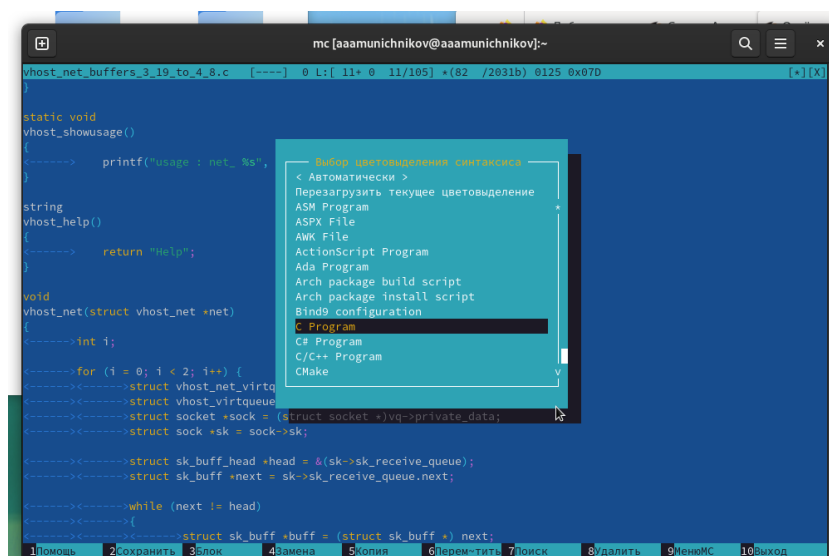 mc [aaamunichnikov@aaamunichnikov]:~
vhost_net_buffers_3_19_to_4_8.c [----] 0 L:[ 11+ 0 11/105] *(82 /2031b) 0125 0x07D [*][X]
}
static void
vhost_showusage()
{
<------> printf("usage : net_ %s",
}
string
vhost_help()
{
<------> return "Help";
}
void
vhost_net(struct vhost_net *net)
{
<------>int i;
<------>for (i = 0; i < 2; i++) {
<------><------>struct vhost_net_virtq
<------><------>struct vhost_virtqueue
<------><------>struct socket *sock = (struct socket *)vq->private_data;
<------><------>struct sock *sk = sock->sk;
<------><------>struct sk_buff_head *head = &(sk->sk_receive_queue);
<------><------>struct sk_buff *next = sk->sk_receive_queue.next;
<------><------>while (next != head)
<------><------>{
<------><------><------>struct sk_buff *buff = (struct sk_buff *) next;
Выбор цветовыделения синтаксиса
< Автоматически >
Перезагрузить текущее цветовыделение
ASM Program
ASPX File
AWK File
ActionScript Program
Ada Program
Arch package build script
Arch package install script
Bind9 configuration
C Program
C# Program
C/C++ Program
CMake
1Помощь 2Сохранить 3Блок 4Замена 5Копия 6Перем~тить 7Поиск 8Удалить 9МенюMC 10Выход